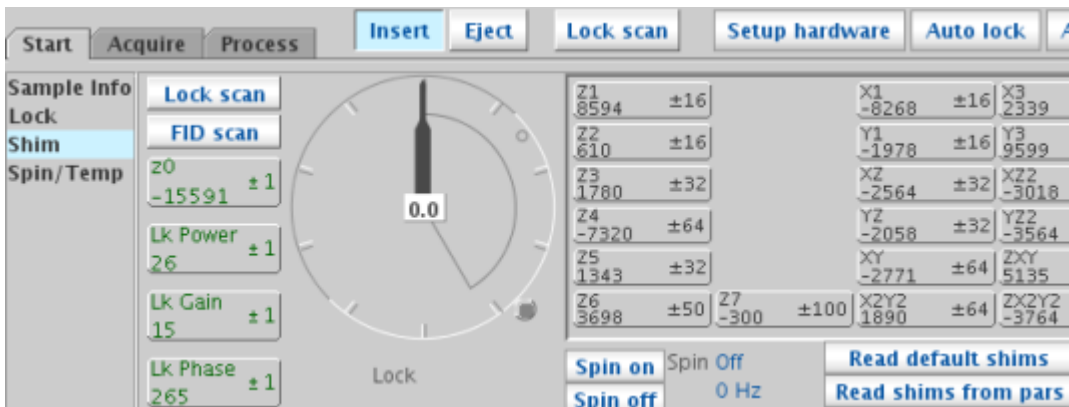 Start Acquire Process Insert Eject Lock scan Setup hardware Auto lock
Sample Info
Lock
Shim
Spin/Temp
Lock scan
FID scan
z0 ±1
-15591
Lk Power ±1
26
Lk Gain ±1
15
Lk Phase ±1
265
0.0
Lock
Z1 ±16
8594
Z2 ±16
610
Z3 ±32
1780
Z4 ±64
-7320
Z5 ±32
1343
Z6 ±50
3698
Z7 ±100
-300
X1 ±16
-8268
Y1 ±16
-1978
XZ ±32
-2564
YZ ±32
-2058
XY ±64
-2771
X2Y2 ±64
1890
X3
2339
Y3
9599
XZ2
-3018
YZ2
-3564
ZXY
5135
ZX2Y2
-3764
Spin on Spin Off
Spin off 0 Hz
Read default shims
Read shims from pars